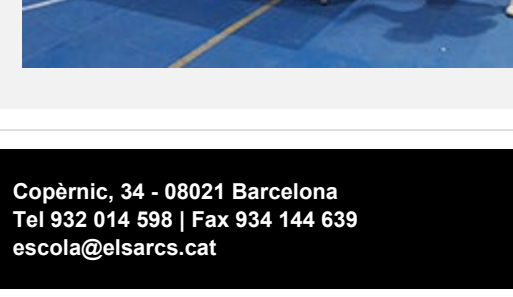 Copèrnic, 34 - 08021 Barcelona
Tel 932 014 598 | Fax 934 144 639
escola@elsarcs.cat